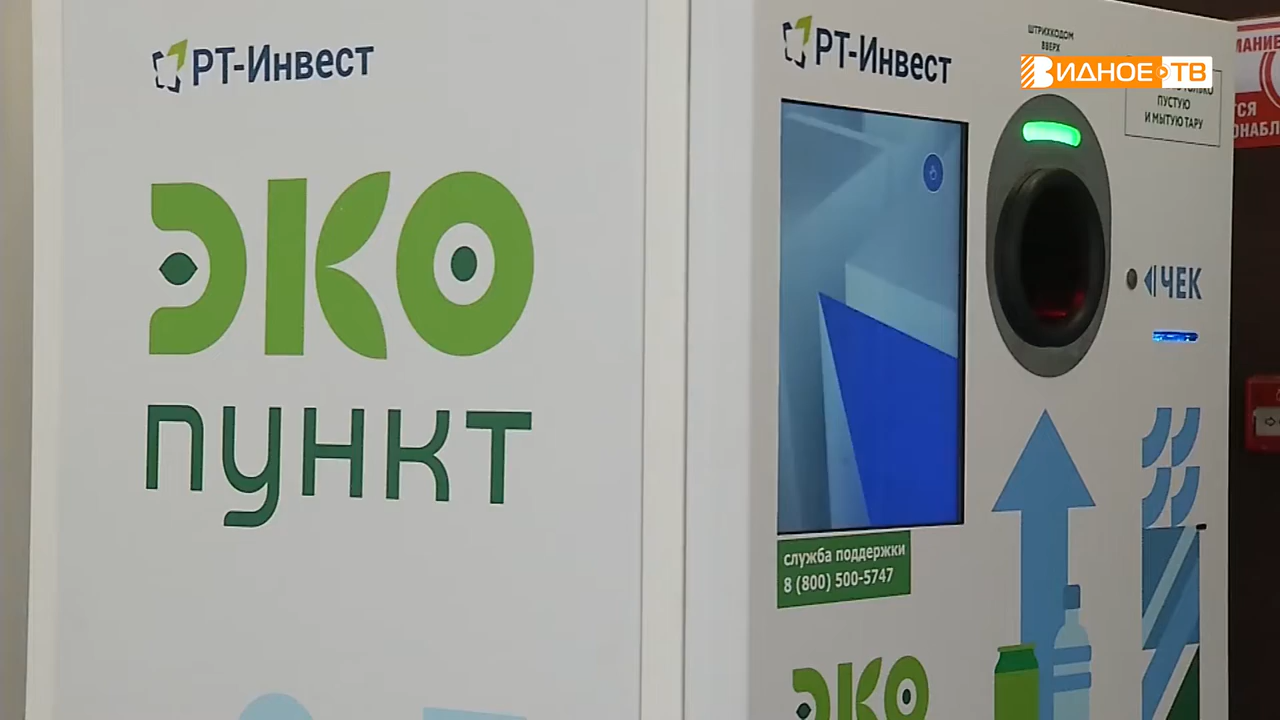 РТ-Инвест
ЭКО
ПУНКТ
РТ-Инвест
ШТРИХКОДОМ
ВВЕРХ
ВИДНОЕ ТВ
ТОЛЬКО
ПУСТУЮ
И МЫТУЮ ТАРУ
ЧЕК
служба поддержки
8 (800) 500-5747
ЭКО